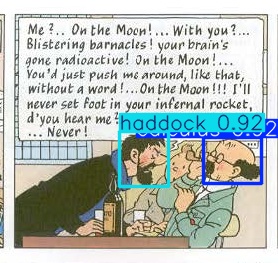 Me?.. On the Moon!... With you?...
Blistering barnacles! your brain's
gone radioactive! On the Moon!...
You'd just push me around, like that,
without a word!... On the Moon!!! I'll
never set foot in your infernal rocket,
d'you hear me?
... Never!
haddock 0.92